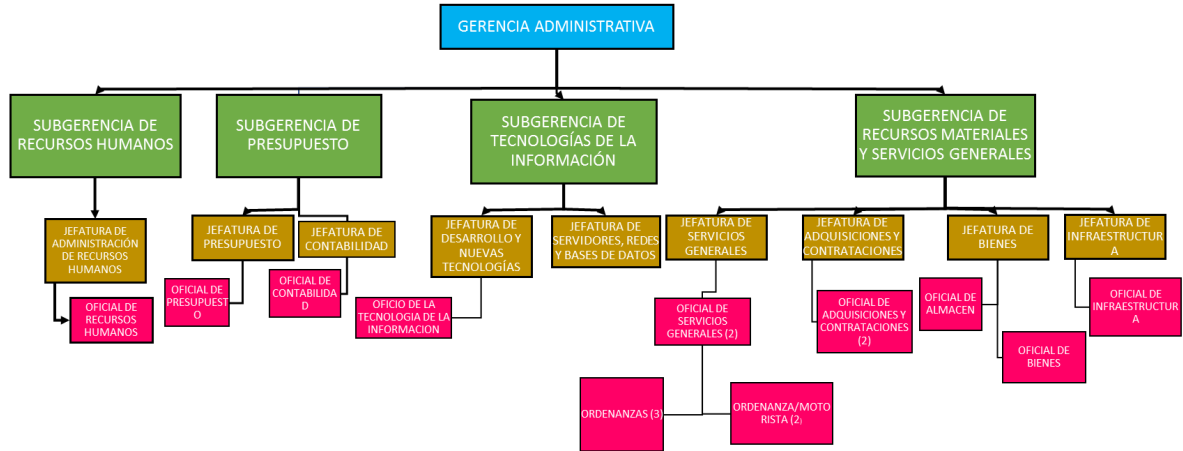 GERENCIA ADMINISTRATIVA
SUBGERENCIA DE
RECURSOS HUMANOS
SUBGERENCIA DE
PRESUPUESTO
SUBGERENCIA DE
TECNOLOGÍAS DE LA
INFORMACIÓN
SUBGERENCIA DE
RECURSOS MATERIALES
Y SERVICIOS GENERALES
JEFATURA DE
ADMINISTRACIÓN
DE RECURSOS
HUMANOS
JEFATURA DE
PRESUPUESTO
JEFATURA DE
CONTABILIDAD
JEFATURA DE
DESARROLLO Y
NUEVAS
TECNOLOGÍAS
JEFATURA DE
SERVIDORES, REDES
Y BASES DE DATOS
JEFATURA DE
SERVICIOS
GENERALES
JEFATURA DE
ADQUISICIONES Y
CONTRATACIONES
JEFATURA DE
BIENES
JEFATURA DE
INFRAESTRUCTUR
A
OFICIAL DE
RECURSOS
HUMANOS
OFICIAL DE
PRESUPUEST
O
OFICIAL DE
CONTABILIDA
D
OFICIO DE LA
TECNOLOGIA DE LA
INFORMACION
OFICIAL DE
SERVICIOS
GENERALES (2)
OFICIAL DE
ADQUISICIONES Y
CONTRATACIONES
(2)
OFICIAL DE
ALMACEN
OFICIAL DE
BIENES
OFICIAL DE
INFRAESTRUCTUR
A
ORDENANZAS (3)
ORDENANZA/MOTO
RISTA (2)